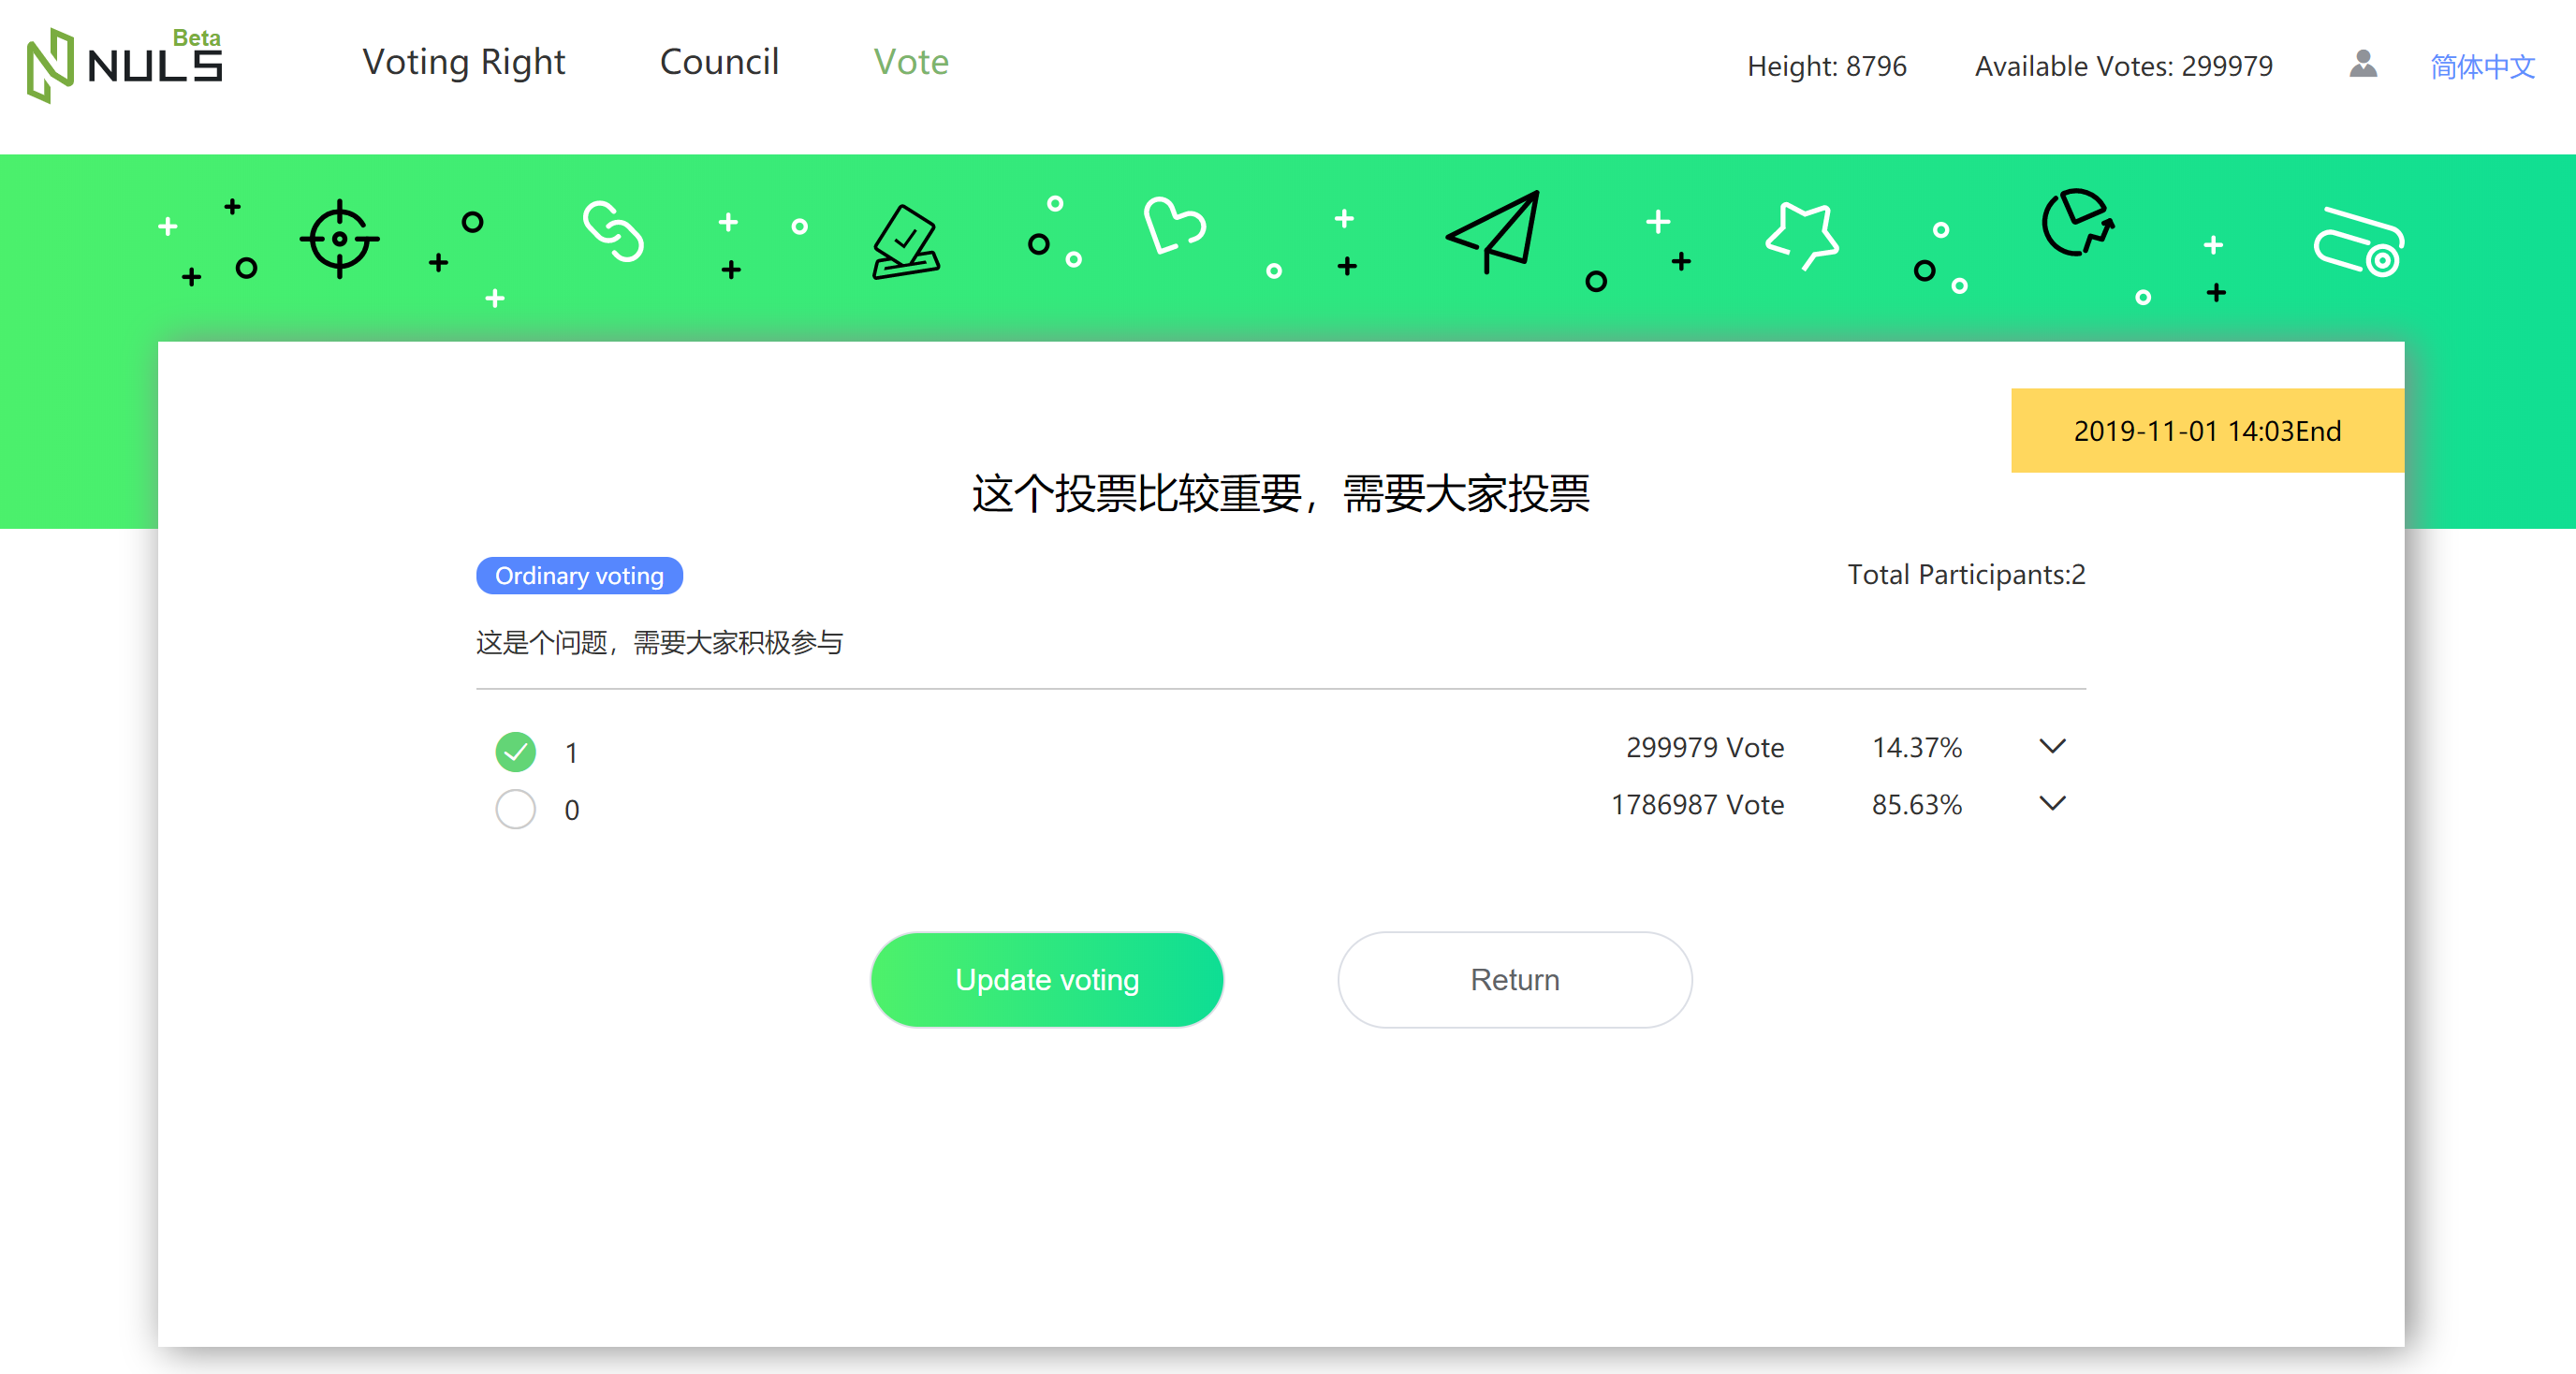 Beta
NULS
Voting Right Council Vote
Height: 8796 Available Votes: 299979 简体中文
2019-11-01 14:03End
这个投票比较重要，需要大家投票
Ordinary voting Total Participants:2
这是个问题，需要大家积极参与
1 299979 Vote 14.37%
0 1786987 Vote 85.63%
Update voting Return